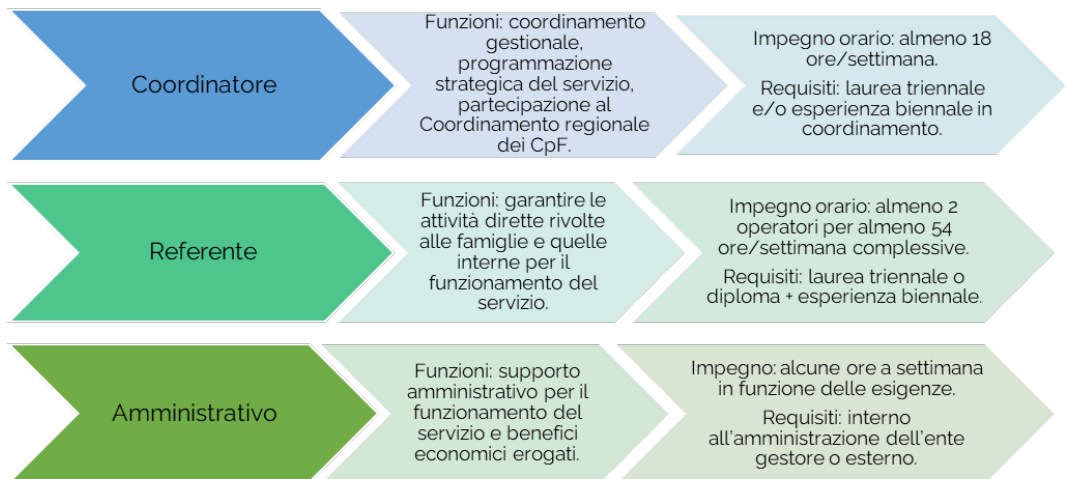 Coordinatore
Funzioni: coordinamento
gestionale,
programmazione
strategica del servizio,
partecipazione al
Coordinamento regionale
dei CpF.
Impegno orario: almeno 18
ore/settimana.
Requisiti: laurea triennale
e/o esperienza biennale in
coordinamento.
Referente
Funzioni: garantire le
attività dirette rivolte
alle famiglie e quelle
interne per il
funzionamento del
servizio.
Impegno orario: almeno 2
operatori per almeno 54
ore/settimana complessive.
Requisiti: laurea triennale o
diploma + esperienza biennale.
Amministrativo
Funzioni: supporto
amministrativo per il
funzionamento del
servizio e benefici
economici erogati.
Impegno: alcune ore a settimana
in funzione delle esigenze.
Requisiti: interno
all'amministrazione dell'ente
gestore o esterno.